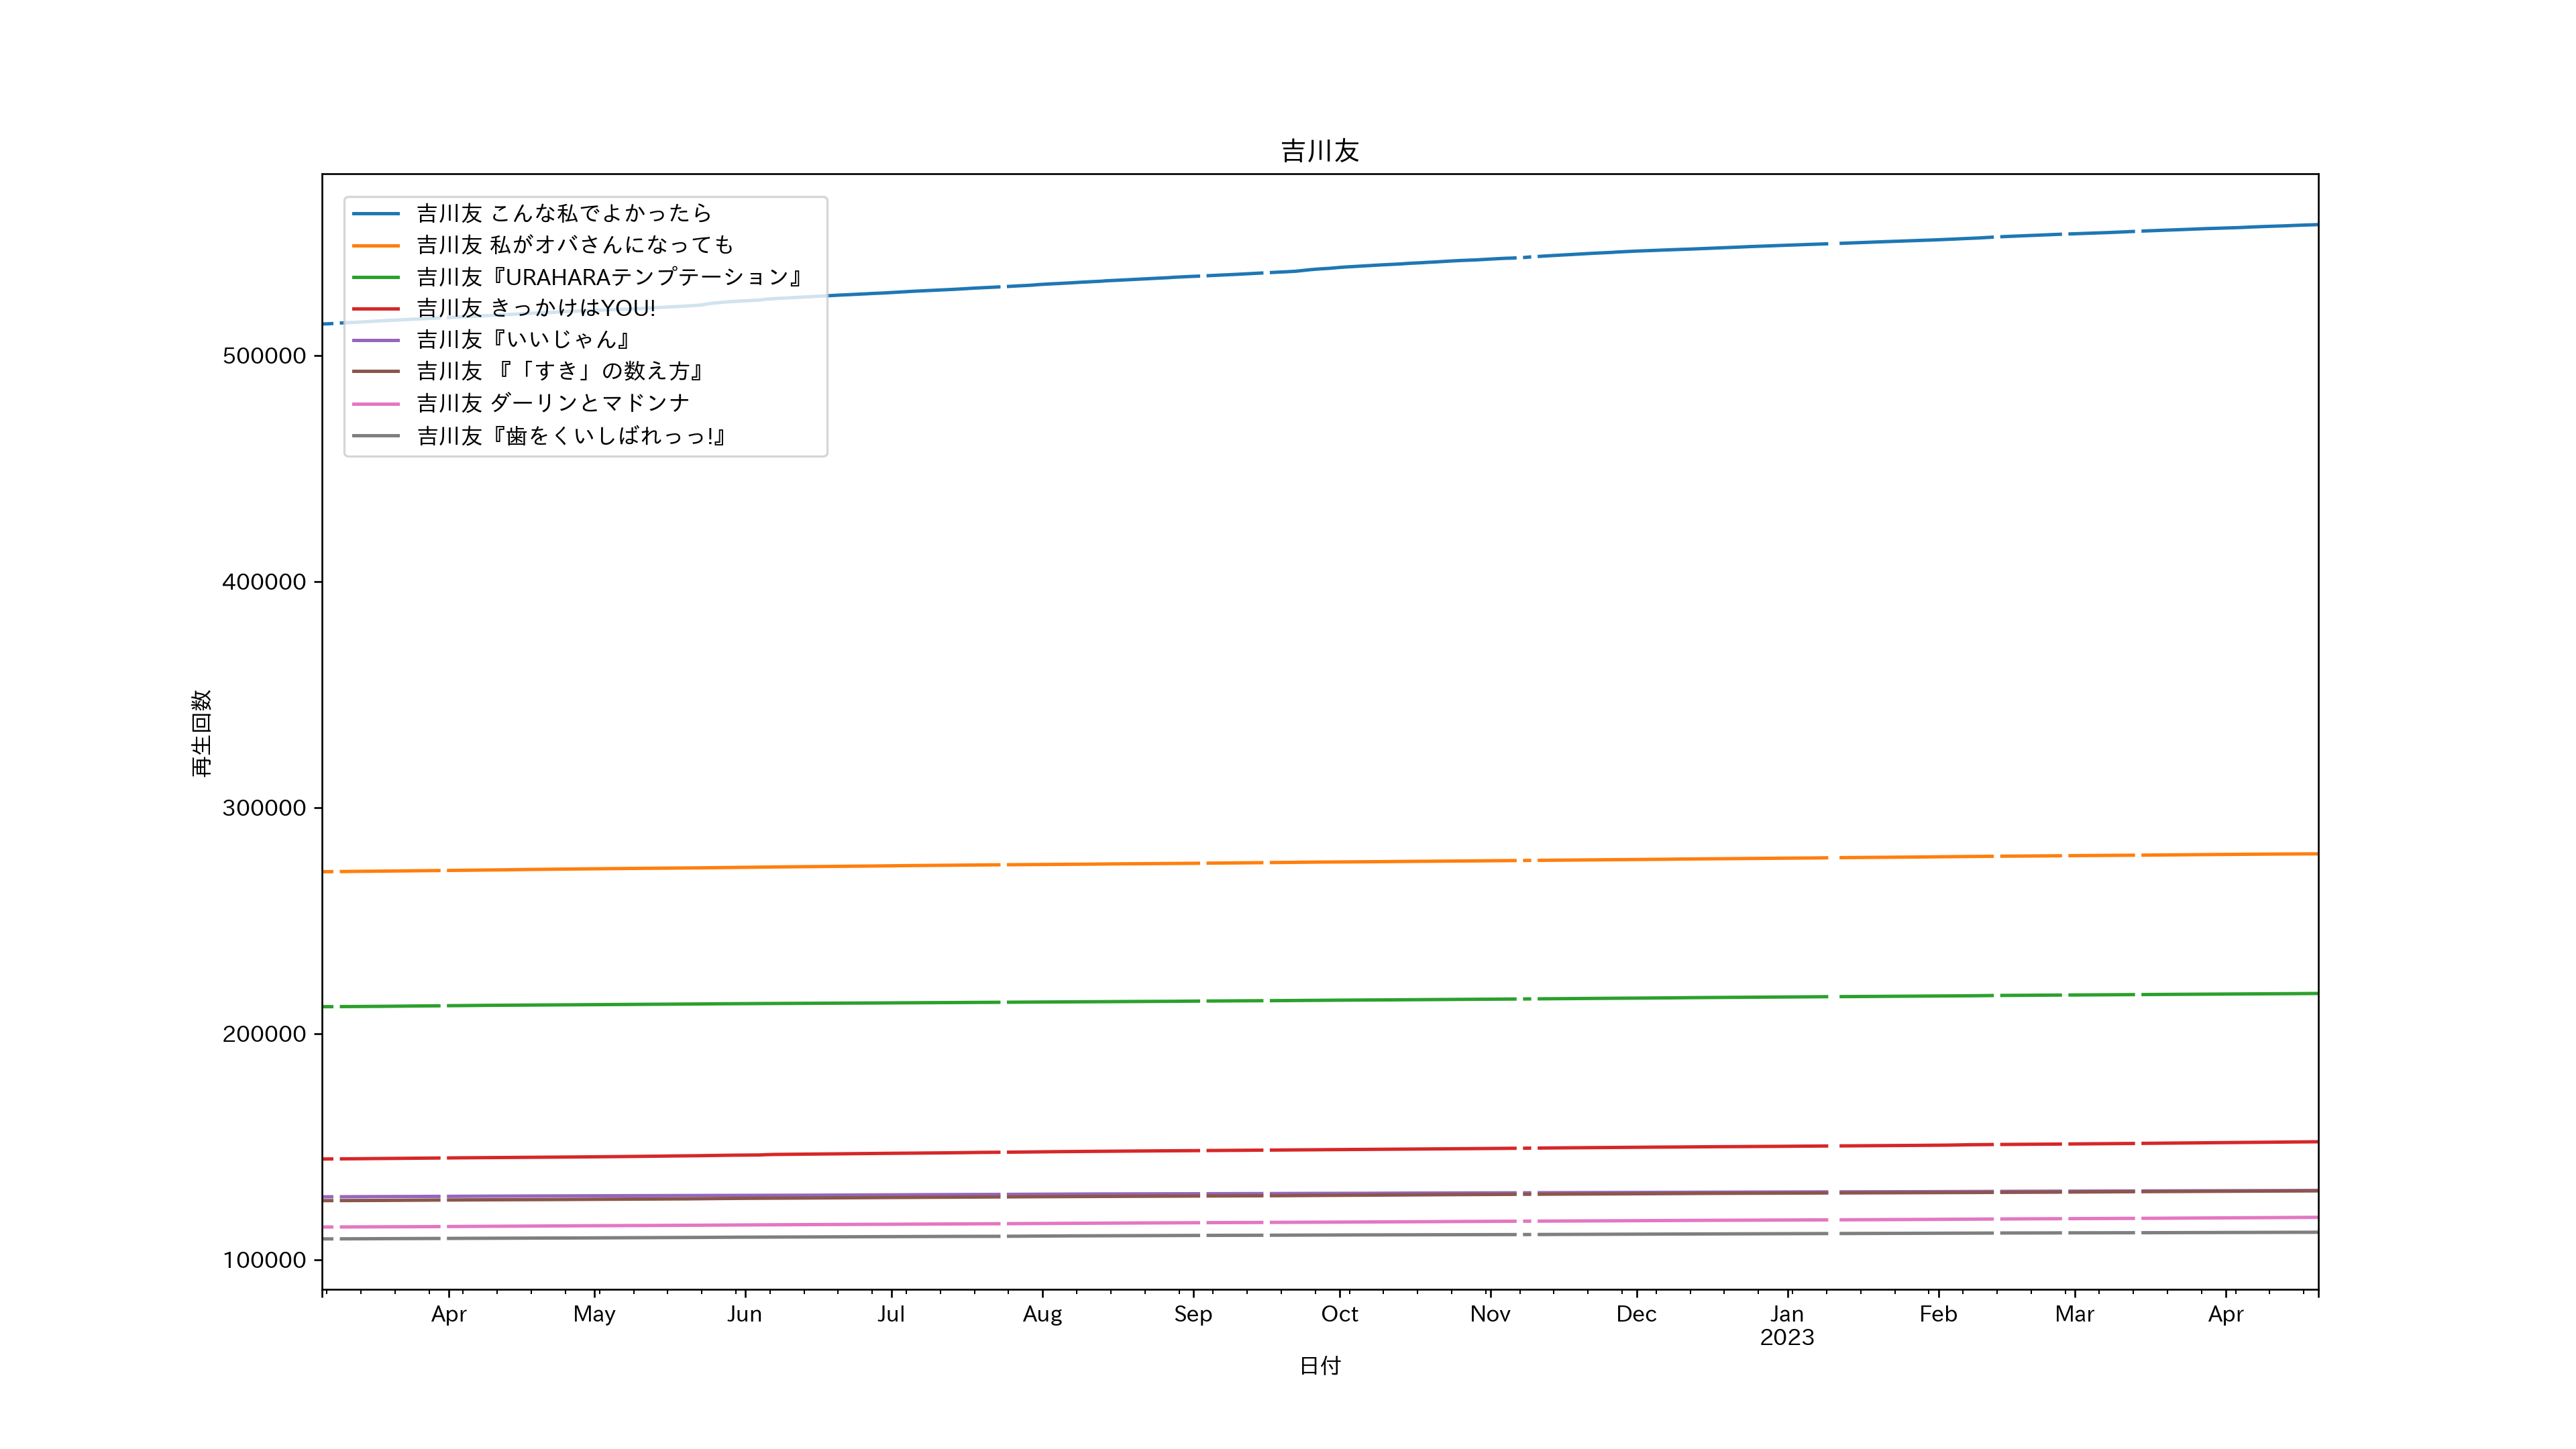 吉川友
吉川友 こんな私でよかったら
吉川友 私がオバさんになっても
吉川友『URAHARAテンプテーション』
吉川友 きっかけはYOU!
吉川友『いいじゃん』
吉川友 『「すき」の数え方』
吉川友 ダーリンとマドンナ
吉川友『歯をくいしばれっっ!』
500000
400000
300000
200000
100000
再生回数
Apr May Jun Jul Aug Sep Oct Nov Dec Jan Feb Mar Apr
2023
日付